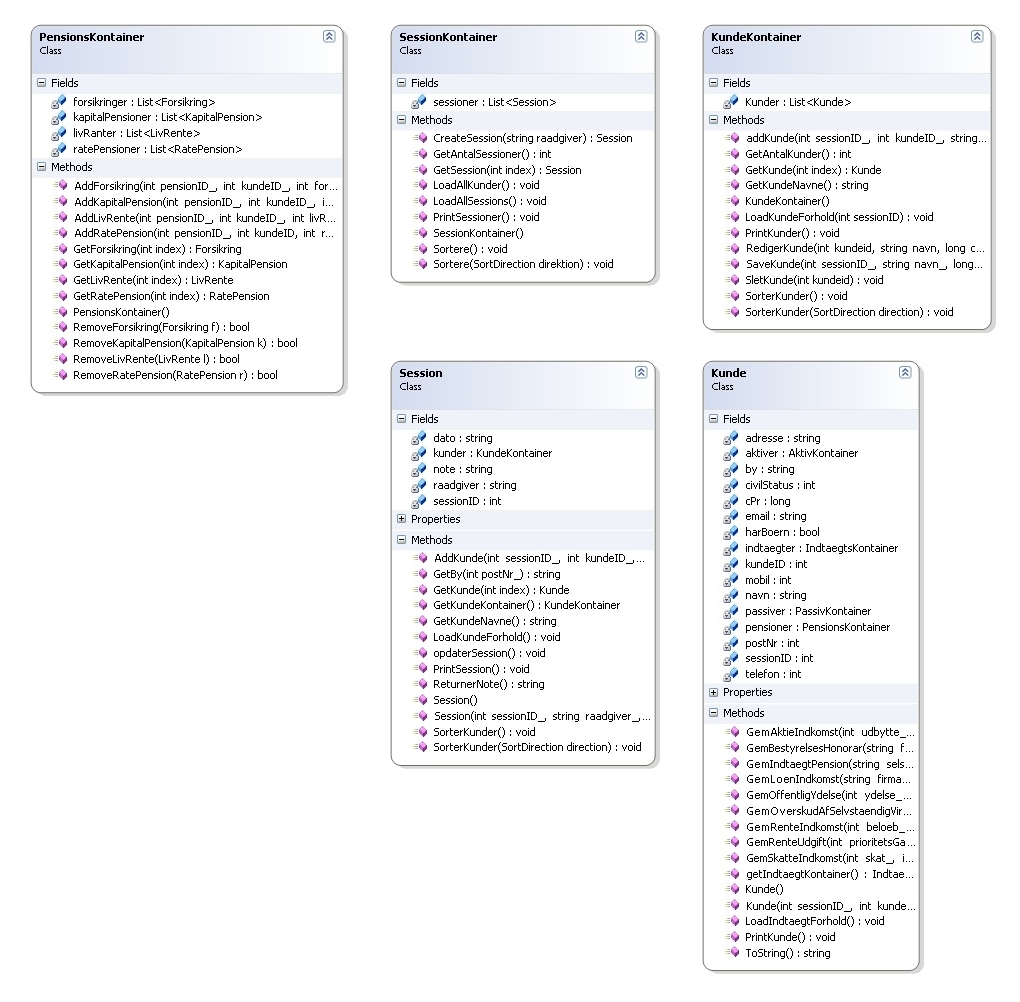 PensionsKontainer
Class
Fields
forsikringer : List<Forsikring>
kapitalPensioner : List<KapitalPension>
livRanter : List<LivRente>
ratePensioner : List<RatePension>
Methods
AddForsikring(int pensionID_, int kundeID_, int for...
AddKapitalPension(int pensionID_, int kundeID_, i...
AddLivRente(int pensionID_, int kundeID_, int livR...
AddRatePension(int pensionID_, int kundeID, int r...
GetForsikring(int index) : Forsikring
GetKapitalPension(int index) : KapitalPension
GetLivRente(int index) : LivRente
GetRatePension(int index) : RatePension
PensionsKontainer()
RemoveForsikring(Forsikring f) : bool
RemoveKapitalPension(KapitalPension k) : bool
RemoveLivRente(LivRente l) : bool
RemoveRatePension(RatePension r) : bool
SessionKontainer
Class
Fields
sessioner : List<Session>
Methods
CreateSession(string raadgiver) : Session
GetAntalSessioner() : int
GetSession(int index) : Session
LoadAllKunder() : void
LoadAllSessions() : void
PrintSessioner() : void
SessionKontainer()
Sortere() : void
Sortere(SortDirection direktion) : void
KundeKontainer
Class
Fields
Kunder : List<Kunde>
Methods
addKunde(int sessionID_, int kundeID_, string...
GetAntalKunder() : int
GetKunde(int index) : Kunde
GetKundeNavne() : string
KundeKontainer()
LoadKundeForhold(int sessionID) : void
PrintKunder() : void
RedigerKunde(int kundeid, string navn, long c...
SaveKunde(int sessionID_, string navn_, long...
SletKunde(int kundeid) : void
SorterKunder() : void
SorterKunder(SortDirection direction) : void
Session
Class
Fields
dato : string
kunder : KundeKontainer
note : string
raadgiver : string
sessionID : int
Properties
Methods
AddKunde(int sessionID_, int kundeID_,...
GetBy(int postNr_) : string
GetKunde(int index) : Kunde
GetKundeKontainer() : KundeKontainer
GetKundeNavne() : string
LoadKundeForhold() : void
opdaterSession() : void
PrintSession() : void
ReturnerNote() : string
Session()
Session(int sessionID_, string raadgiver_,...
SorterKunder() : void
SorterKunder(SortDirection direction) : void
Kunde
Class
Fields
adresse : string
aktiver : AktivKontainer
by : string
civilStatus : int
cPr : long
email : string
harBoern : bool
indtaegter : IndtaegtsKontainer
kundeID : int
mobil : int
navn : string
passiver : PassivKontainer
pensioner : PensionsKontainer
postNr : int
sessionID : int
telefon : int
Properties
Methods
GemAktieIndkomst(int udbytte_...
GemBestyrelsesHonorar(string f...
GemIndtaegtPension(string sels...
GemLoenIndkomst(string firma...
GemOffentligYdelse(int ydelse_...
GemOverskudAfSelvstaendigVir...
GemRenteIndkomst(int beloeb_...
GemRenteUdgift(int prioritetsGa...
GemSkatteIndkomst(int skat_, i...
getIndtaegtKontainer() : Indtae...
Kunde()
Kunde(int sessionID_, int kunde...
LoadIndtaegtForhold() : void
PrintKunde() : void
ToString() : string